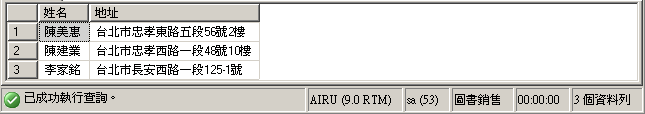 姓名 地址
1 陳美惠 台北市忠孝東路五段56號2樓
2 陳建業 台北市忠孝西路一段48號10樓
3 李家銘 台北市長安西路一段125-1號
已成功執行查詢。 AIRU (9.0 RTM) sa (53) 圖書銷售 00:00:00 3 個資料列